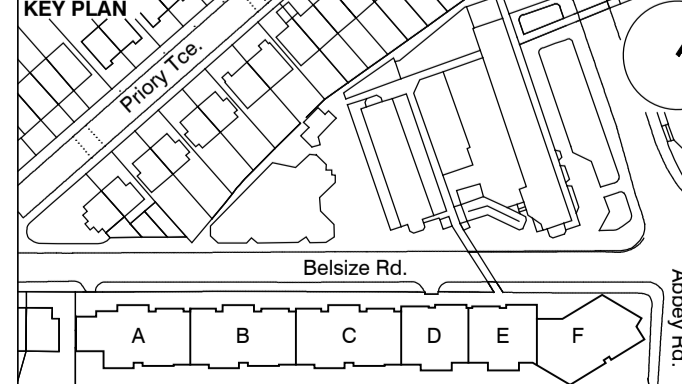 KEY PLAN
Priory Tce.
Belsize Rd.
Abbey Rd.
A B C D E F